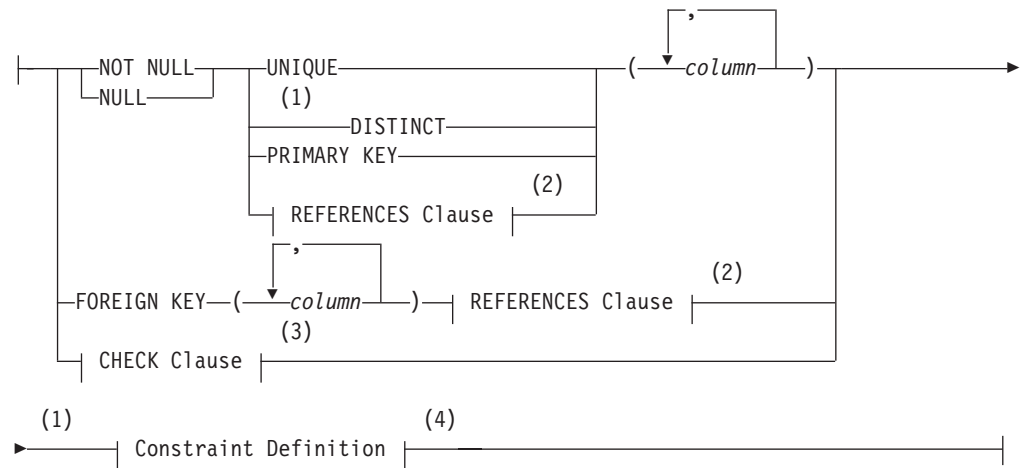 ,
NOT NULL UNIQUE ( column )
NULL (1)
DISTINCT
PRIMARY KEY
(2)
REFERENCES Clause
,
(2)
FOREIGN KEY ( column ) REFERENCES Clause
(3)
CHECK Clause
(1) (4)
Constraint Definition